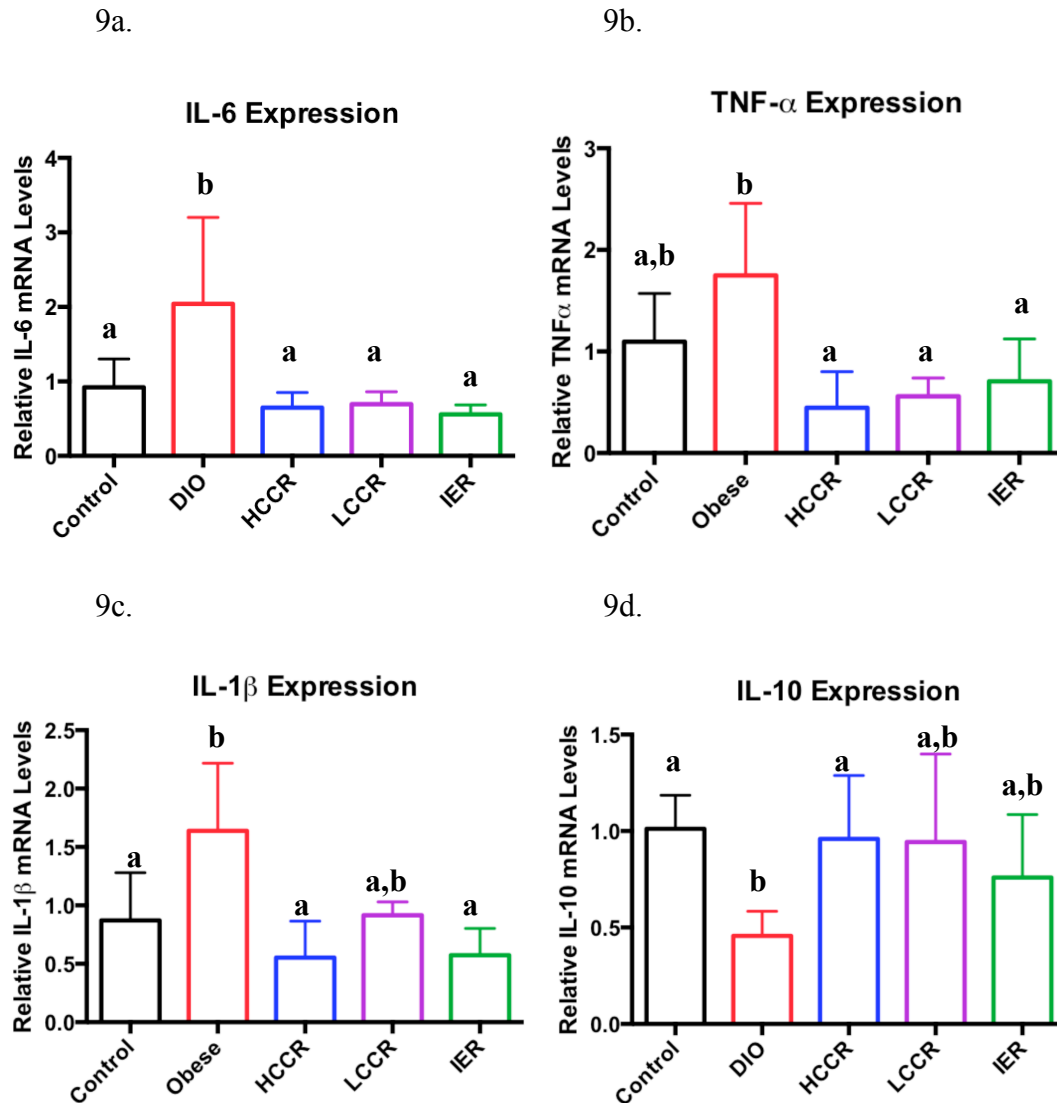 9a.
9b.
IL-6 Expression
Relative IL-6 mRNA Levels
4
3
2
1
0
a
b
a
a
a
Control
DIO
HCCR
LCCR
IER
TNF-α Expression
Relative TNFα mRNA Levels
3
2
1
0
a,b
b
a
a
a
Control
Obese
HCCR
LCCR
IER
9c.
9d.
IL-1β Expression
Relative IL-1β mRNA Levels
2.5
2.0
1.5
1.0
0.5
0.0
a
b
a
a,b
a
Control
Obese
HCCR
LCCR
IER
IL-10 Expression
Relative IL-10 mRNA Levels
1.5
1.0
0.5
0.0
a
b
a
a,b
a,b
Control
DIO
HCCR
LCCR
IER